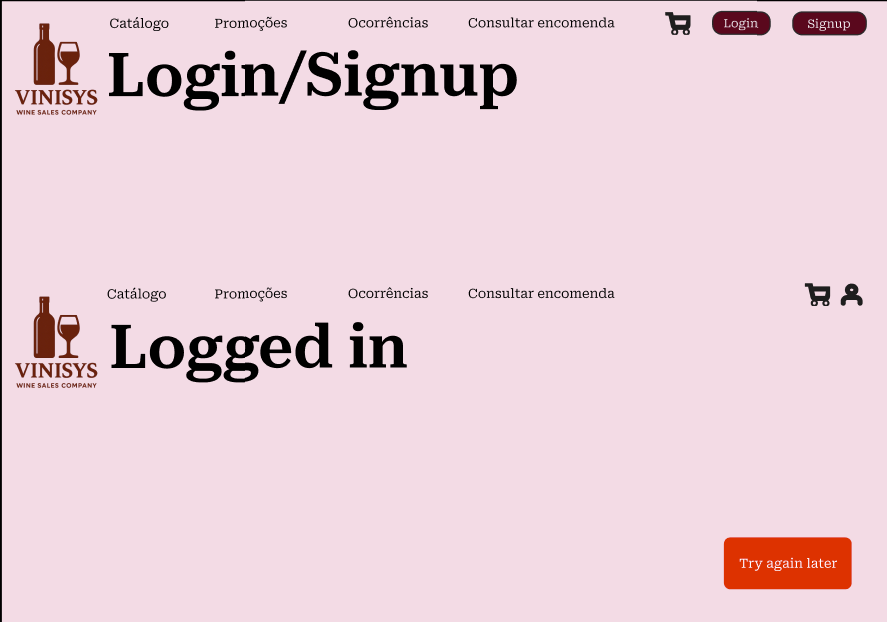 Catálogo Promoções Ocorrências Consultar encomenda Login Signup
Login/Signup
VINISYS
WINE SALES COMPANY
Catálogo Promoções Ocorrências Consultar encomenda
Logged in
VINISYS
WINE SALES COMPANY
Try again later